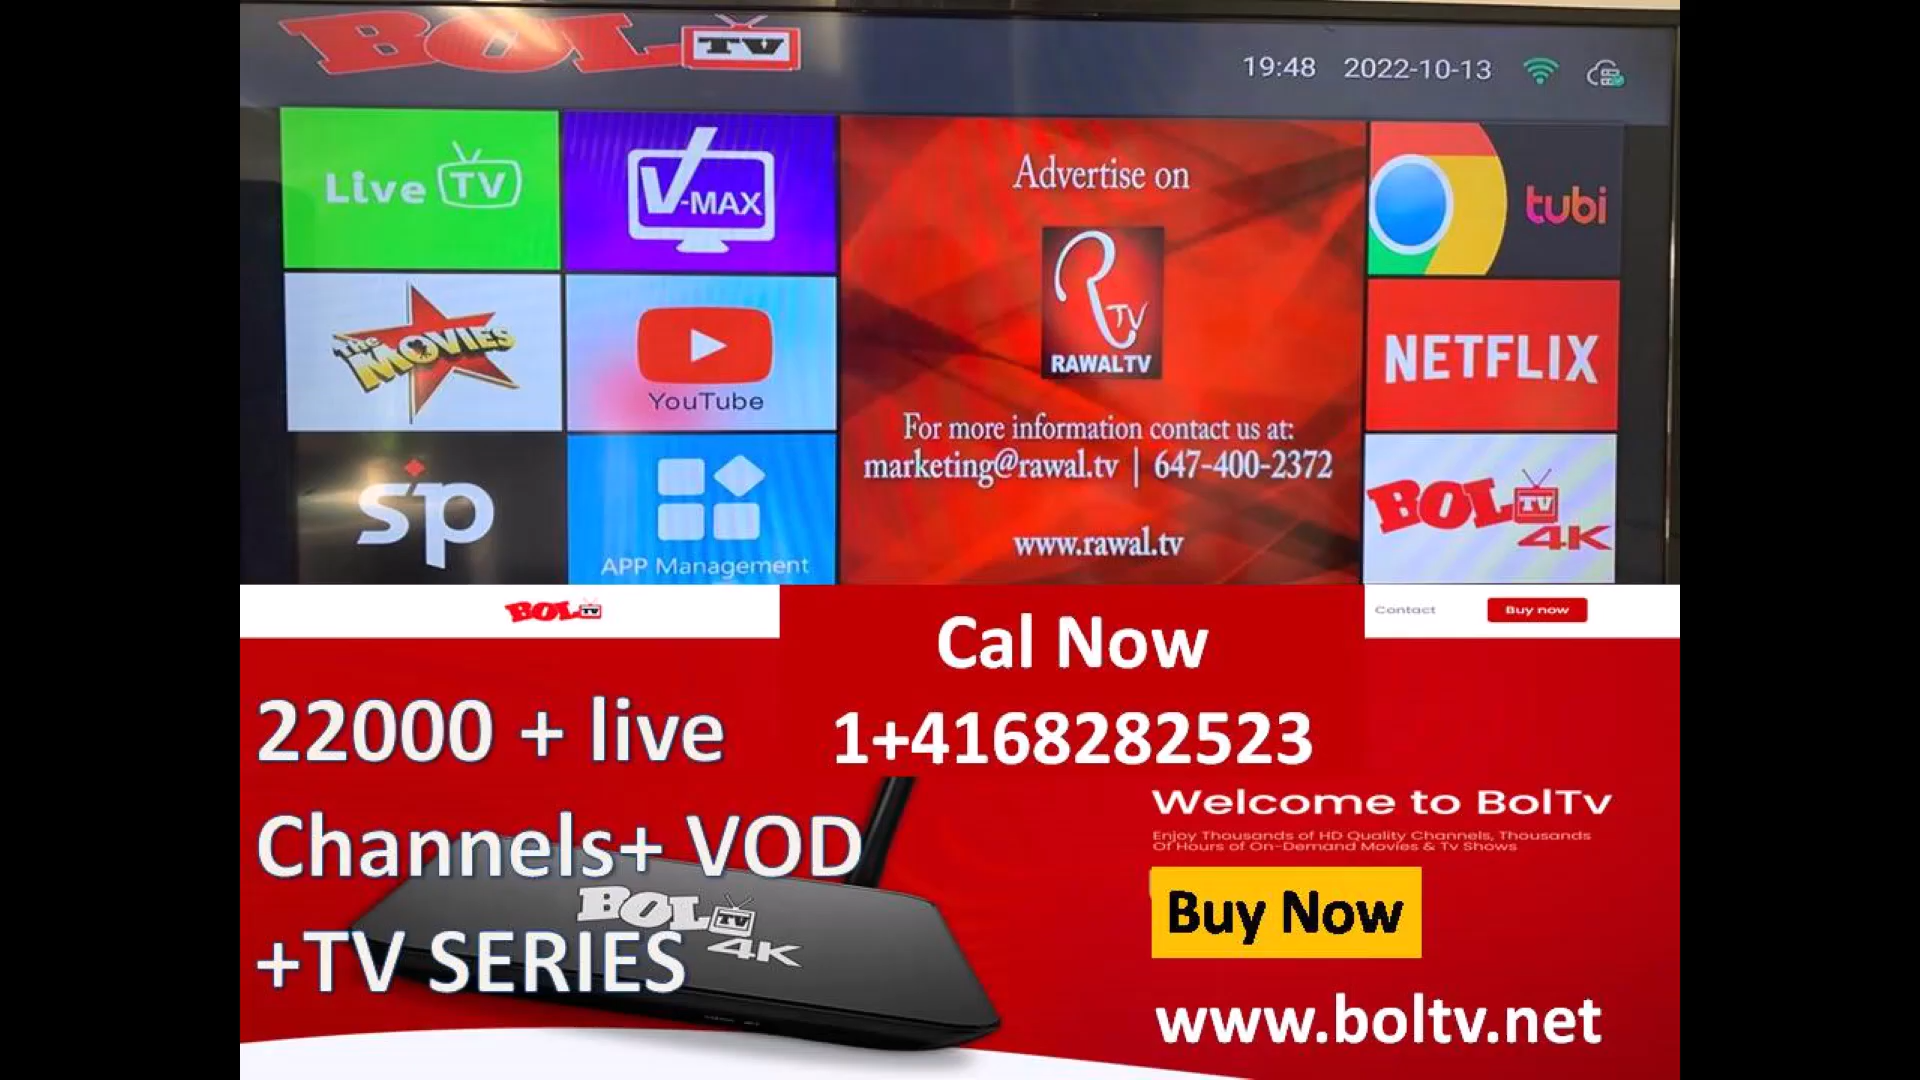 BOL TV
19:48 2022-10-13
Live TV
V-MAX
Advertise on
tubi
R TV
RAWALTV
THE MOVIES
YouTube
NETFLIX
For more information contact us at:
marketing@rawal.tv | 647-400-2372
www.rawal.tv
sip
APP Management
BOL TV
4K
BOL TV
Contact
Buy now
Cal Now
1+4168282523
22000 + live
Channels+ VOD
+TV SERIES
BOL TV
4K
Welcome to BolTv
Enjoy Thousands of HD Quality Channels, Thousands
Of Hours of On-Demand Movies & Tv Shows
Buy Now
www.boltv.net